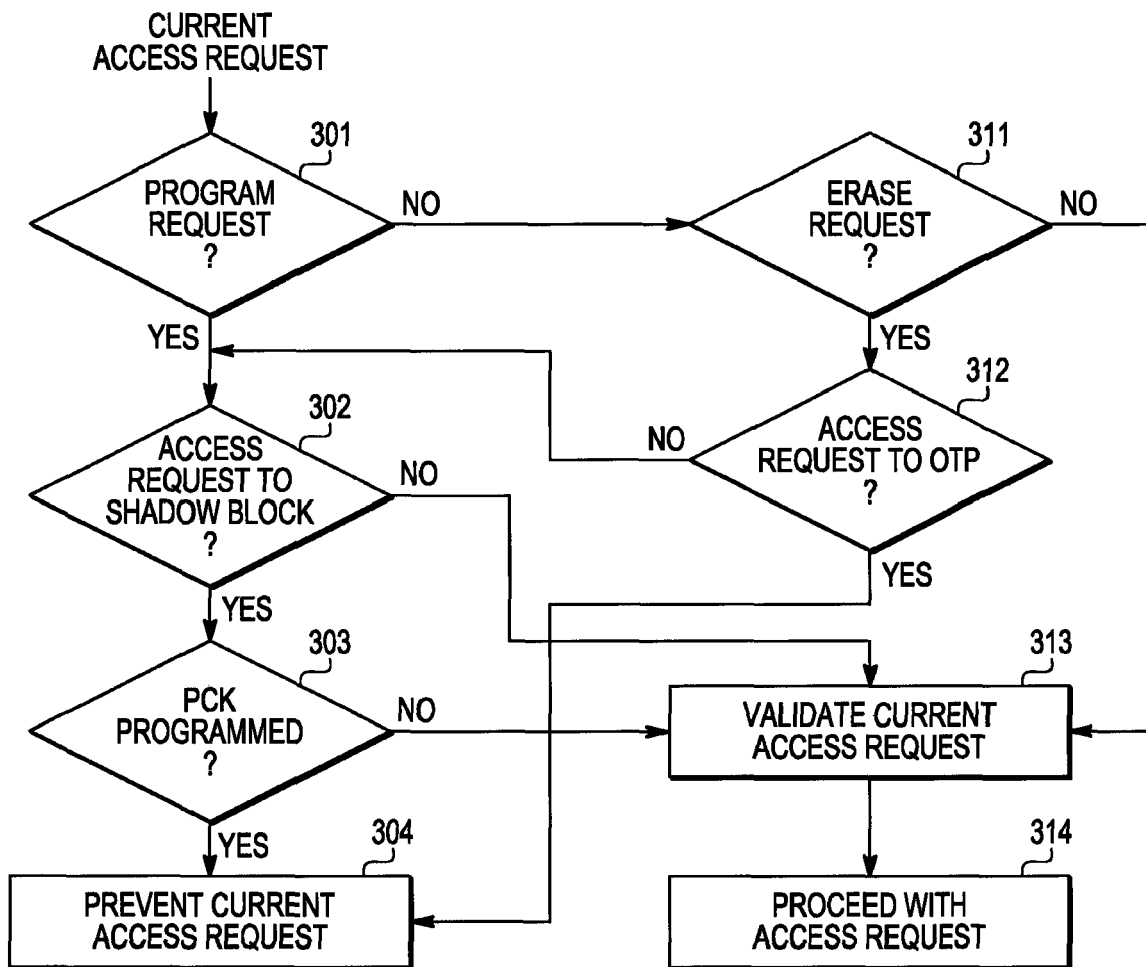 CURRENT
ACCESS REQUEST
301
PROGRAM
REQUEST
?
NO
YES
311
ERASE
REQUEST
?
NO
YES
302
ACCESS
REQUEST TO
SHADOW BLOCK
?
NO
YES
312
ACCESS
REQUEST TO OTP
?
NO
YES
303
PCK
PROGRAMMED
?
NO
YES
313
VALIDATE CURRENT
ACCESS REQUEST
304
PREVENT CURRENT
ACCESS REQUEST
314
PROCEED WITH
ACCESS REQUEST